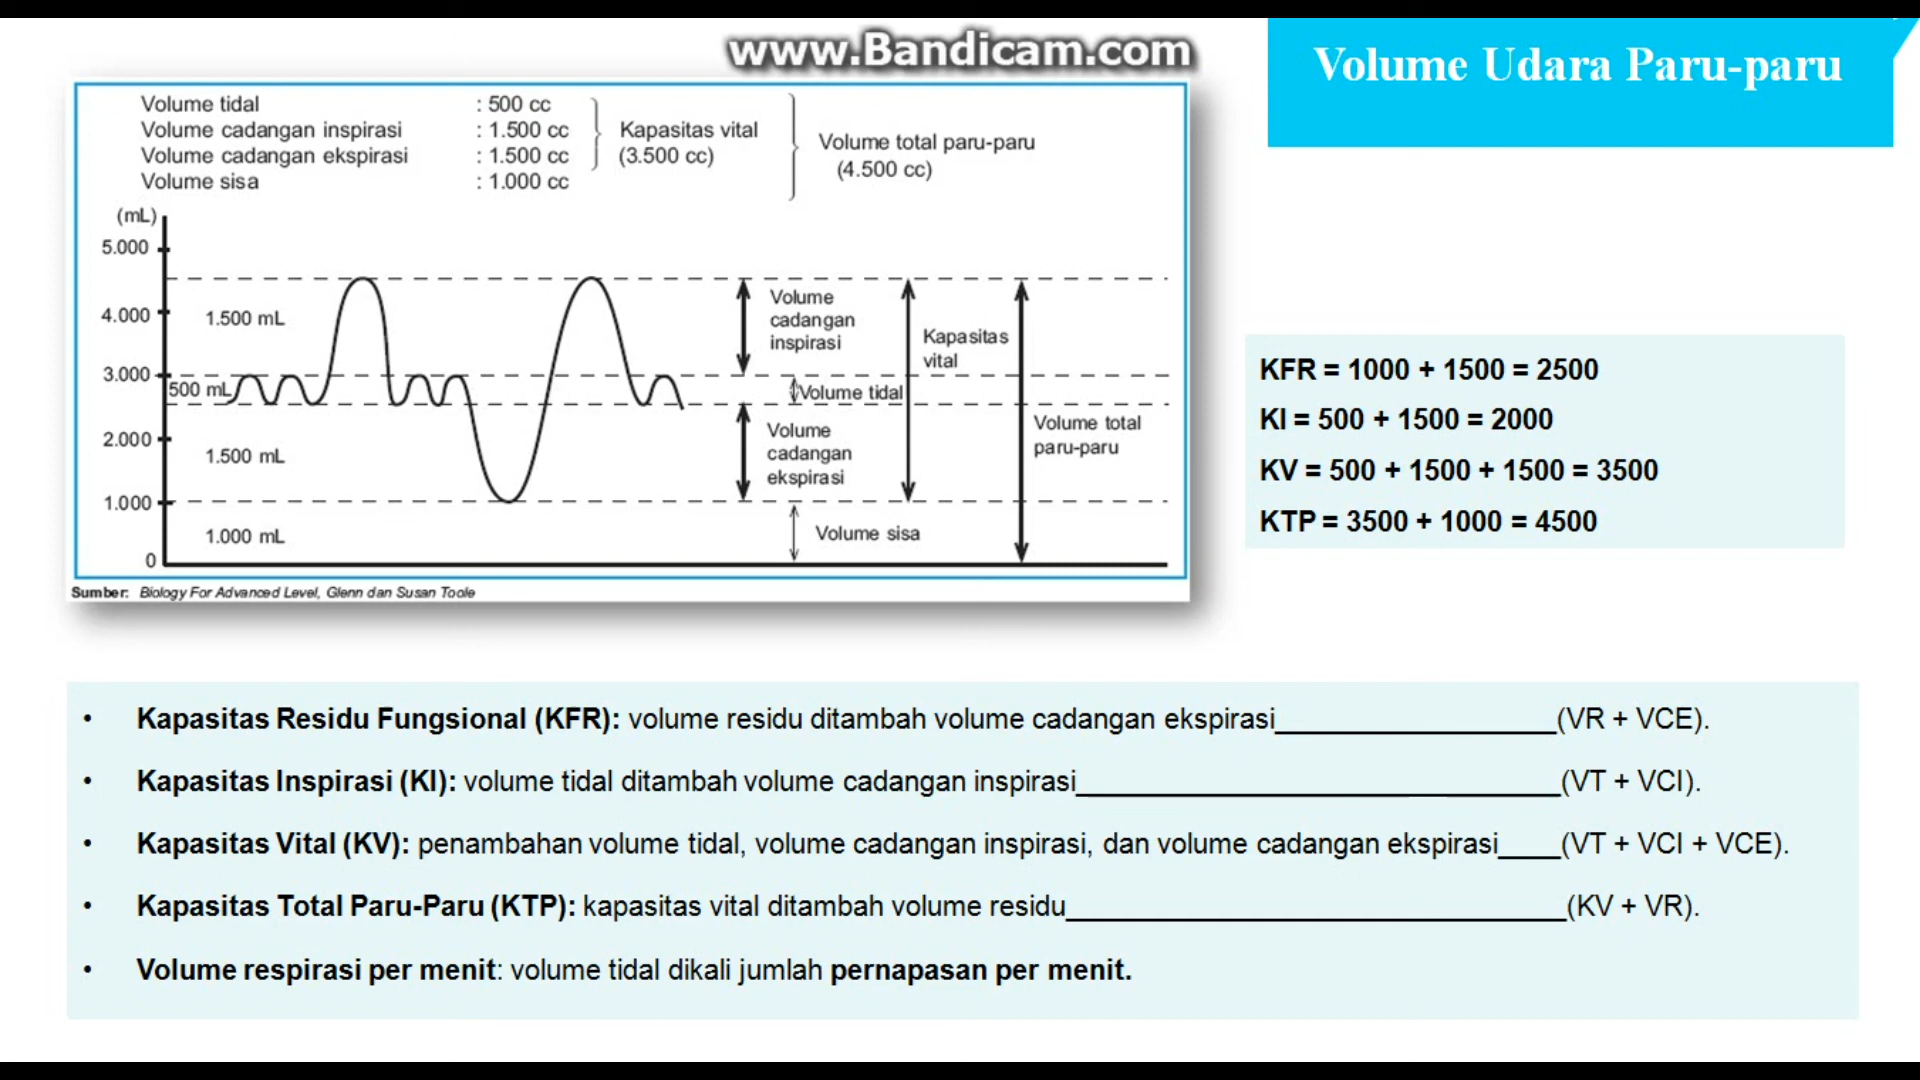 www.Bandicam.com
Volume Udara Paru-paru
Volume tidal : 500 cc
Volume cadangan inspirasi : 1.500 cc
Volume cadangan ekspirasi : 1.500 cc
Volume sisa : 1.000 cc
Kapasitas vital
(3.500 cc)
Volume total paru-paru
(4.500 cc)
(mL)
5.000
4.000
3.000
2.000
1.000
0
1.500 mL
500 mL
1.500 mL
1.000 mL
Volume
cadangan
inspirasi
Volume tidal
Volume
cadangan
ekspirasi
Volume sisa
Kapasitas
vital
Volume total
paru-paru
Sumber: Biology For Advanced Level, Glenn dan Susan Toole
KFR = 1000 + 1500 = 2500
KI = 500 + 1500 = 2000
KV = 500 + 1500 + 1500 = 3500
KTP = 3500 + 1000 = 4500
• Kapasitas Residu Fungsional (KFR): volume residu ditambah volume cadangan ekspirasi__________________(VR + VCE).
• Kapasitas Inspirasi (KI): volume tidal ditambah volume cadangan inspirasi_______________________________(VT + VCI).
• Kapasitas Vital (KV): penambahan volume tidal, volume cadangan inspirasi, dan volume cadangan ekspirasi____(VT + VCI + VCE).
• Kapasitas Total Paru-Paru (KTP): kapasitas vital ditambah volume residu________________________________(KV + VR).
• Volume respirasi per menit: volume tidal dikali jumlah pernapasan per menit.